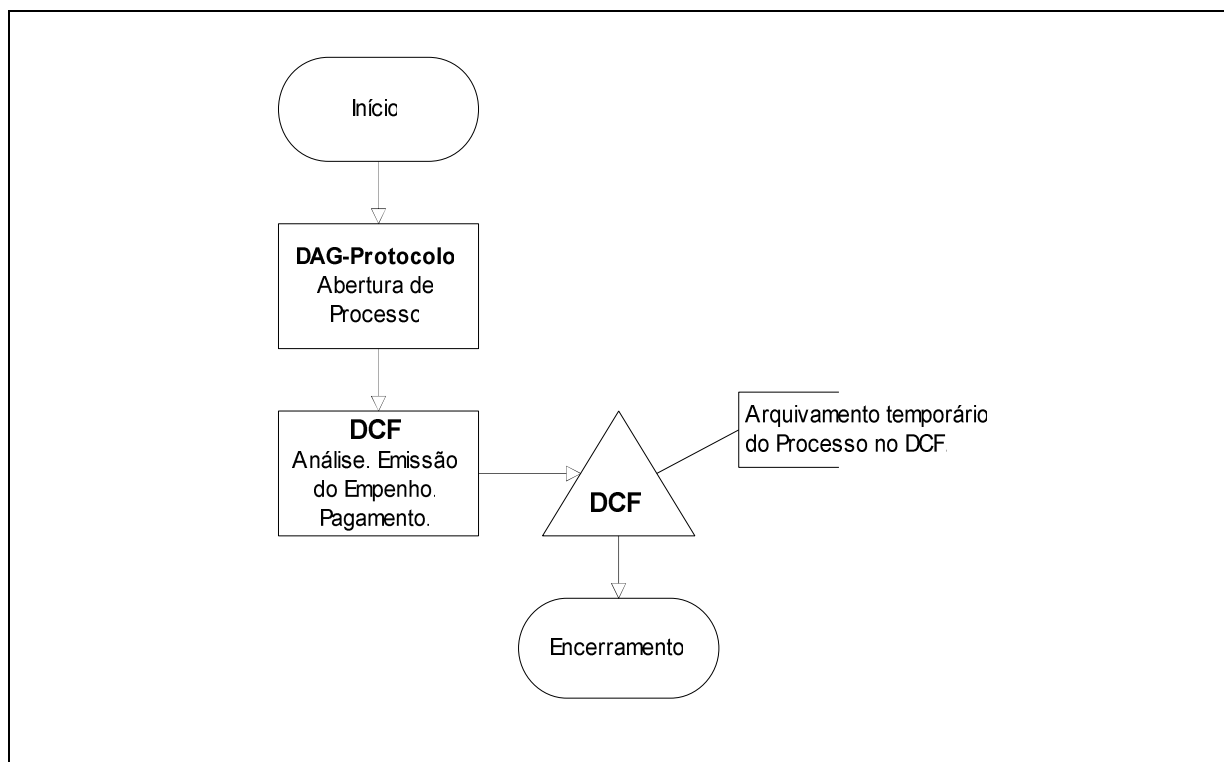 Início
DAG-Protocolo
Abertura de
Processo
DCF
Análise. Emissão
do Empenho.
Pagamento.
DCF
Arquivamento temporário
do Processo no DCF.
Encerramento